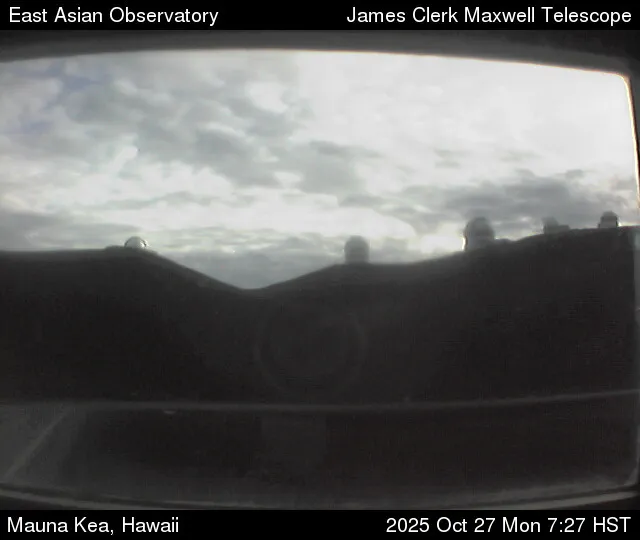 East Asian Observatory
James Clerk Maxwell Telescope
Mauna Kea, Hawaii
2025 Oct 27 Mon 7:27 HST